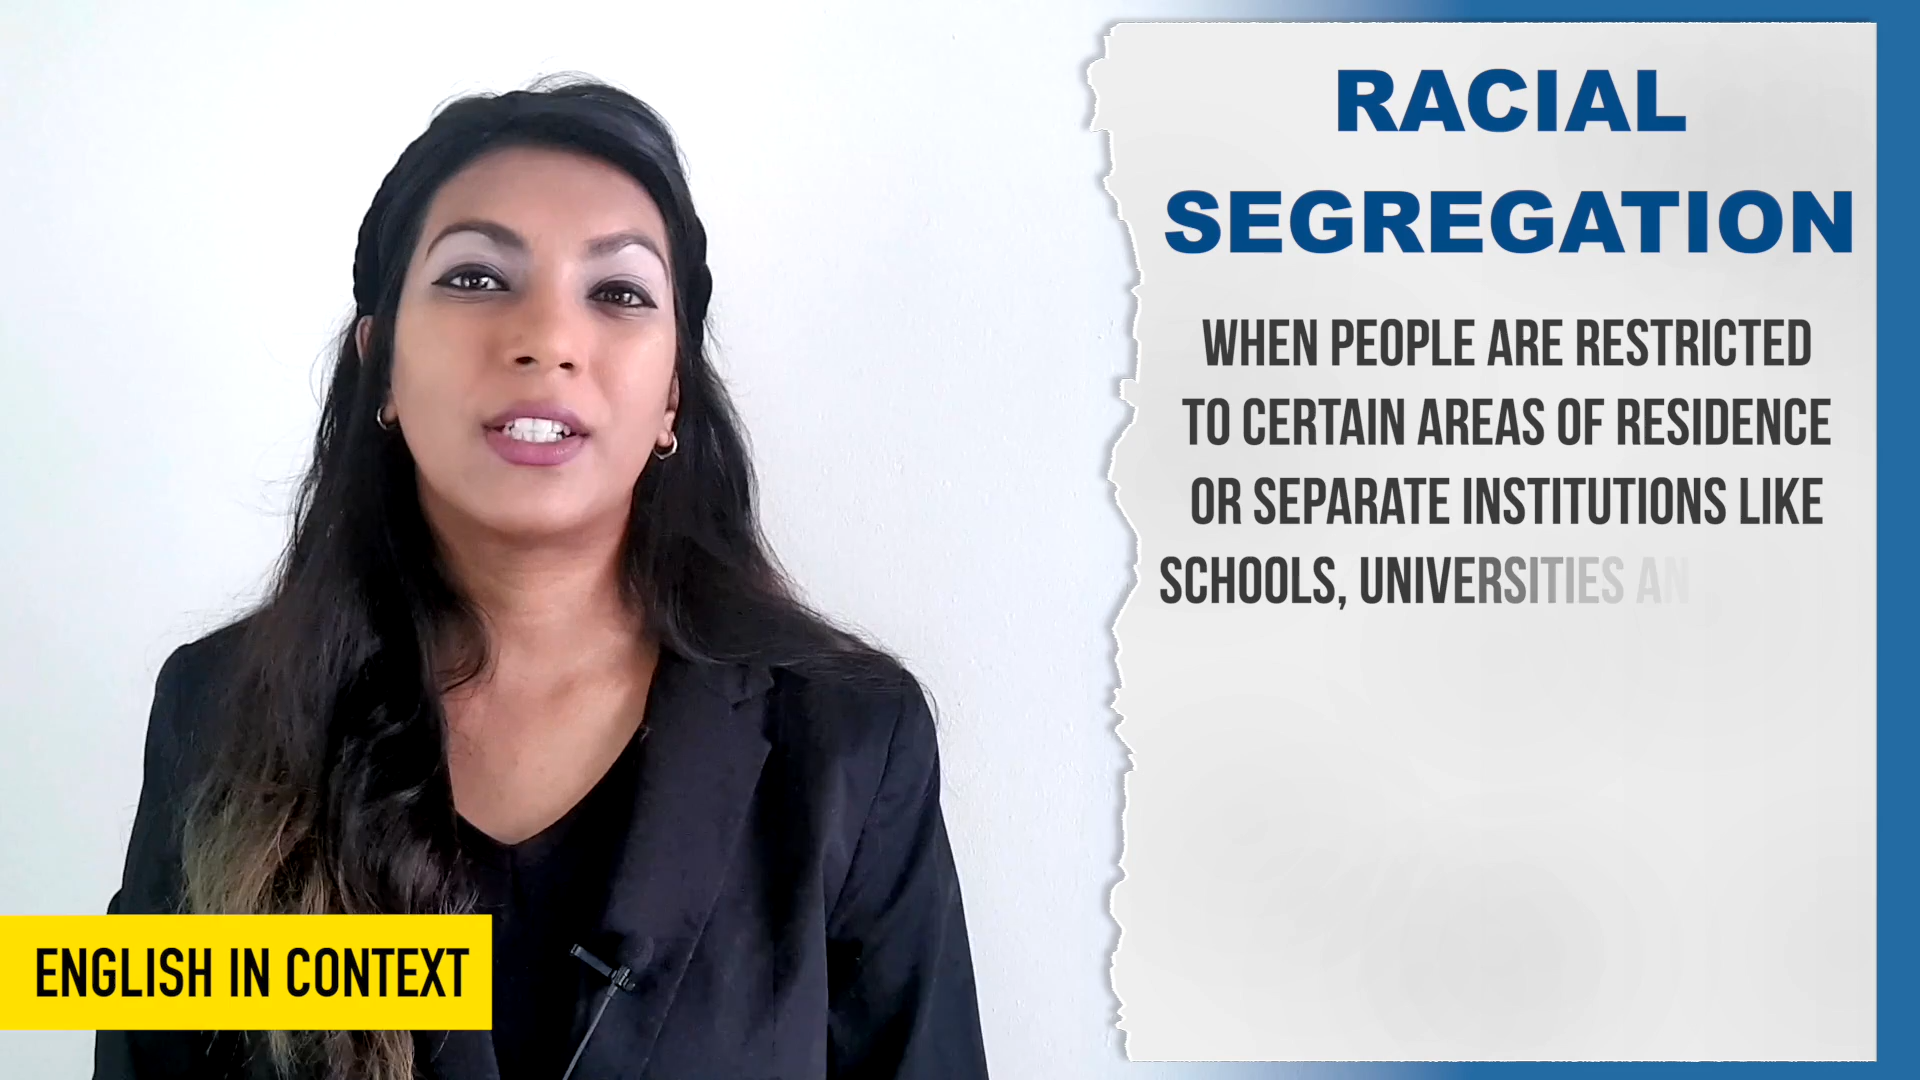 RACIAL
SEGREGATION
WHEN PEOPLE ARE RESTRICTED
TO CERTAIN AREAS OF RESIDENCE
OR SEPARATE INSTITUTIONS LIKE
SCHOOLS, UNIVERSITIES AN
ENGLISH IN CONTEXT